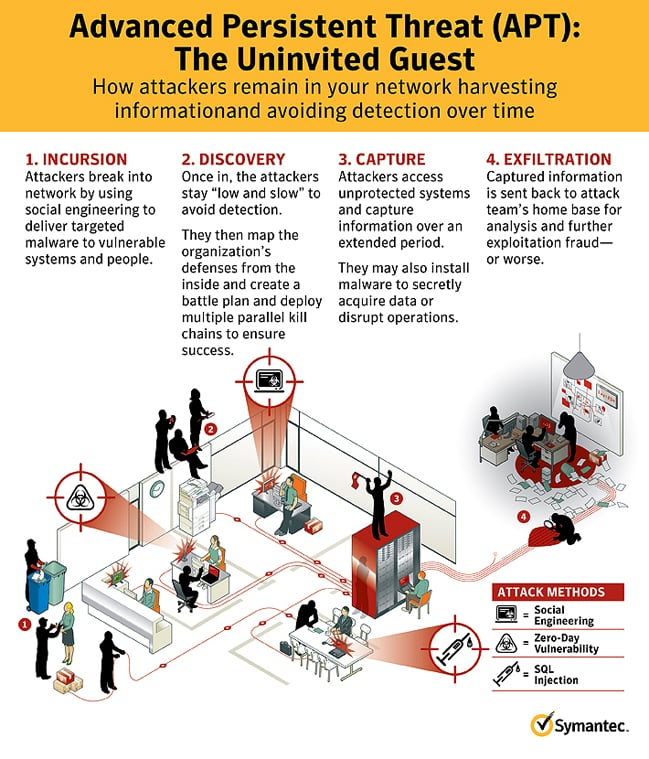 Advanced Persistent Threat (APT):
The Uninvited Guest
How attackers remain in your network harvesting
informationand avoiding detection over time
1. INCURSION
Attackers break into
network by using
social engineering to
deliver targeted
malware to vulnerable
systems and people.
2. DISCOVERY
Once in, the attackers
stay “low and slow” to
avoid detection.
They then map the
organization’s
defenses from the
inside and create a
battle plan and deploy
multiple parallel kill
chains to ensure
success.
3. CAPTURE
Attackers access
unprotected systems
and capture
information over an
extended period.
They may also install
malware to secretly
acquire data or
disrupt operations.
4. EXFILTRATION
Captured information
is sent back to attack
team’s home base for
analysis and further
exploitation fraud—
or worse.
1
2
3
4
ATTACK METHODS
= Social
Engineering
= Zero-Day
Vulnerability
= SQL
Injection
Symantec.